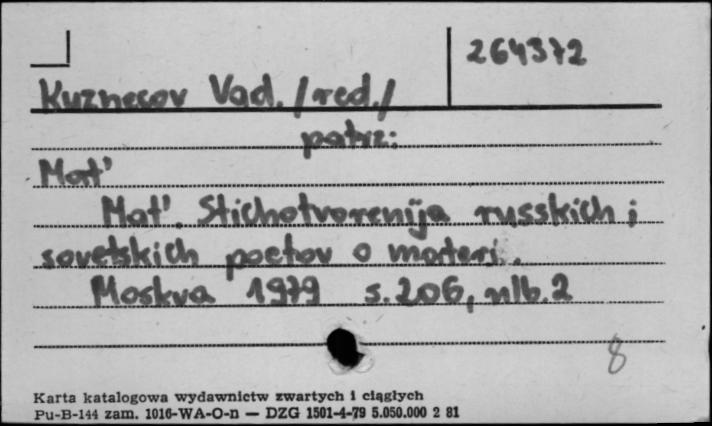 264372
Kuznecov Vad. /red./
patrz:
Mat'
Mat'. Stichotvorenija russkich i
sovetskich poetov o materi.
Moskva 1979 s. 206, nlb. 2
8
Karta katalogowa wydawnictw zwartych i ciągłych
Pu-B-144 zam. 1016-WA-O-n — DZG 1501-4-79 5.050.000 2 81